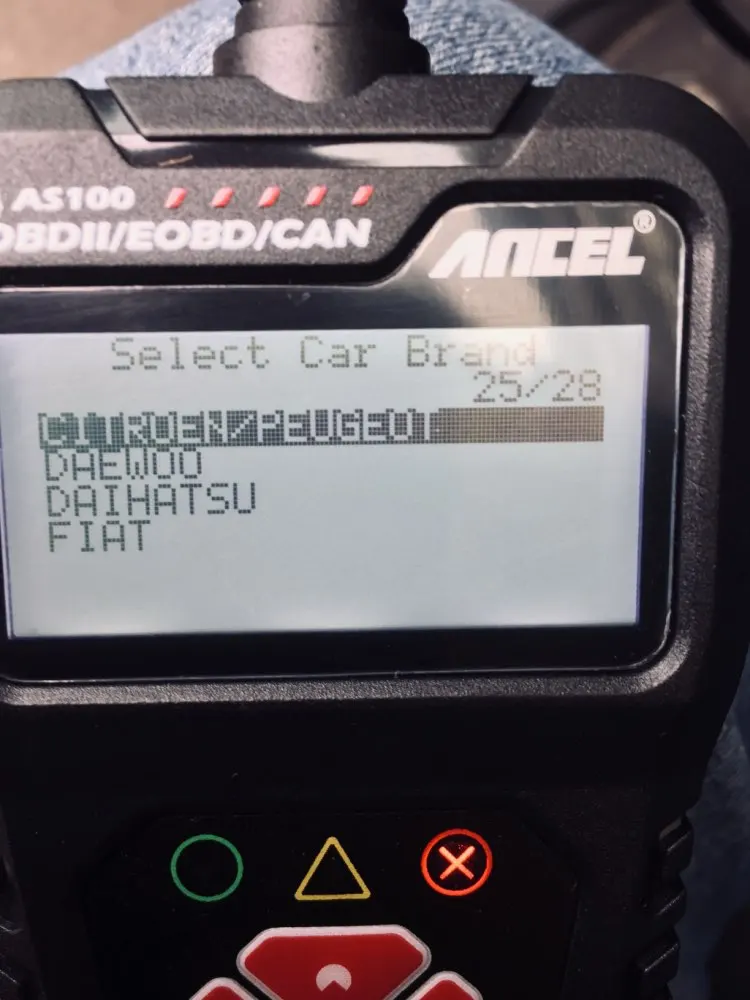 AS100
OBDII/EOBD/CAN
ANCEL®
Select Car Brand
25/28
CITROEN/PEUGEOT
DAEWOO
DAIHATSU
FIAT